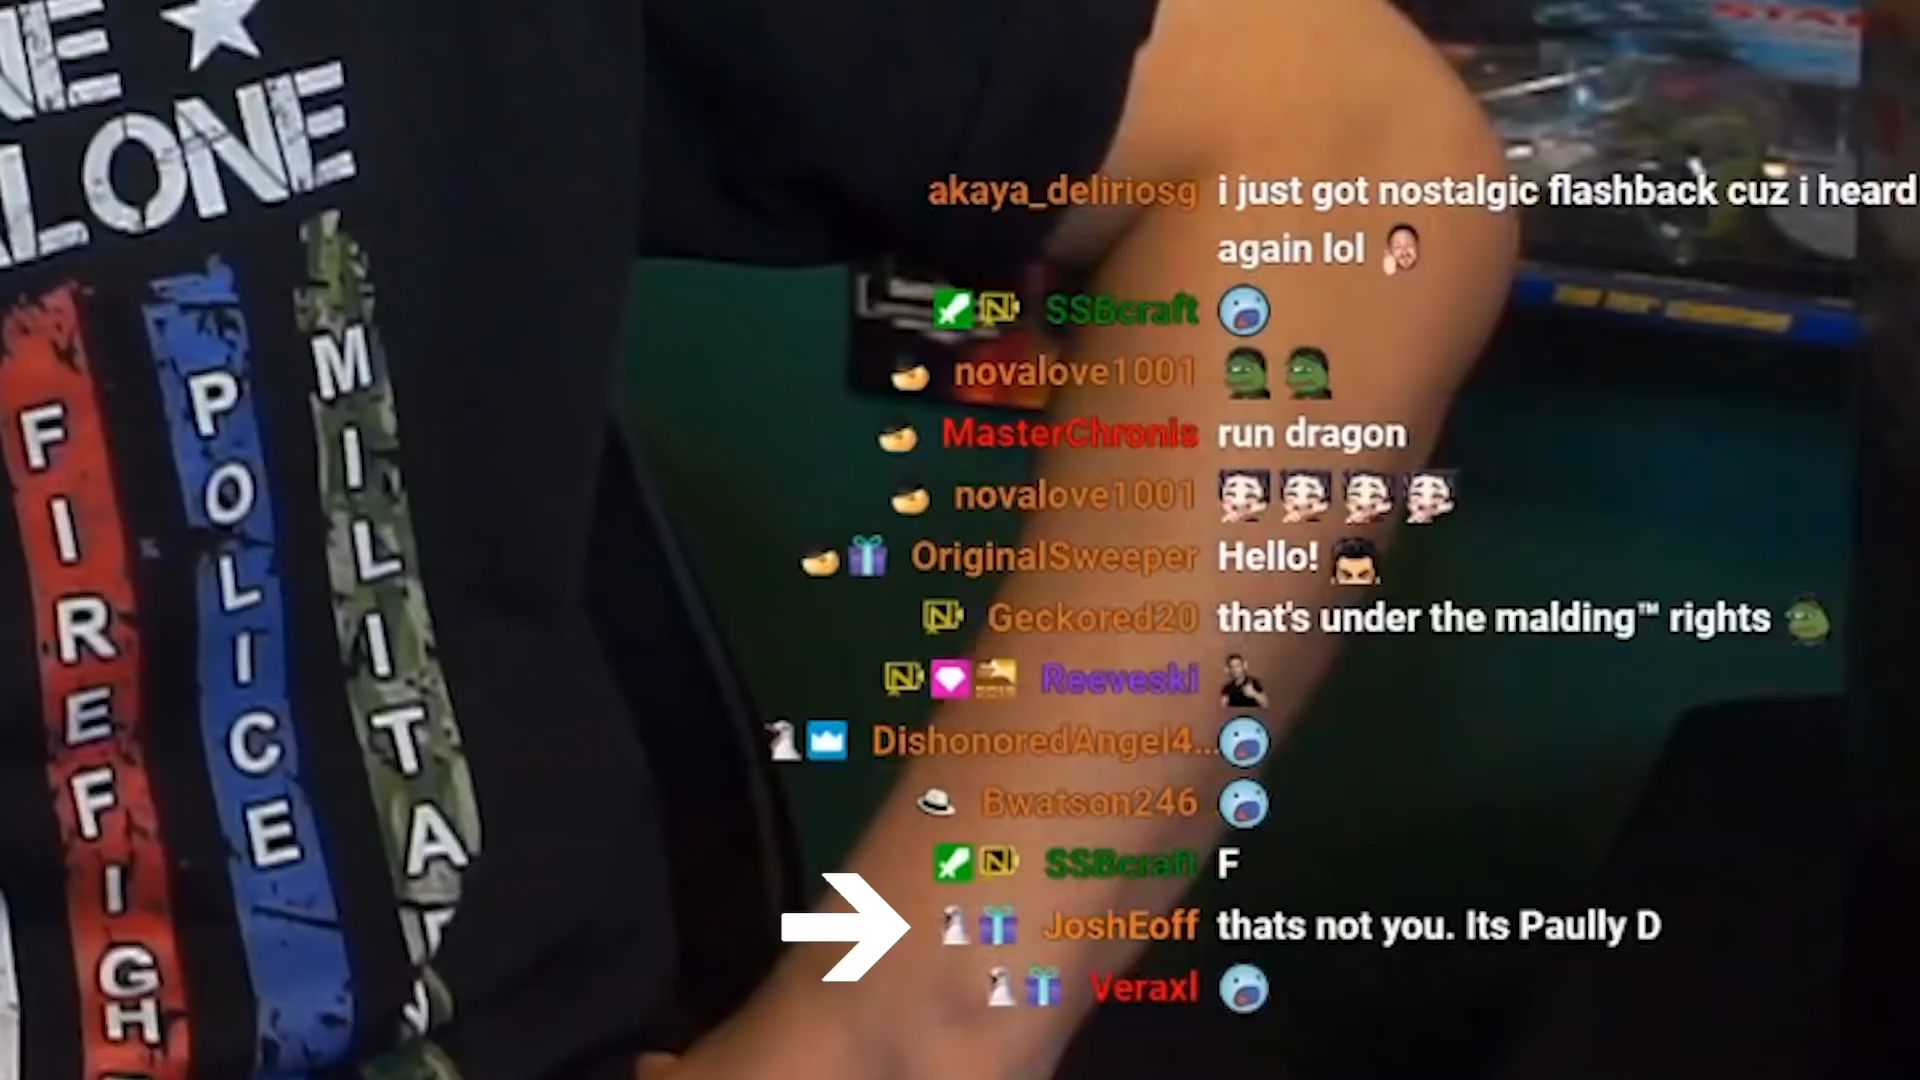 NE
ALONE
FIREFIGH
POLICE
MILITA
akaya_deliriosg i just got nostalgic flashback cuz i heard
again lol
SSBcraft
novalove1001
MasterChronis run dragon
novalove1001
OriginalSweeper Hello!
Geckored20 that's under the malding™ rights
Reeveski
DishonoredAngel4...
Bwatson246
SSBcraft F
JoshEoff thats not you. Its Paully D
Veraxl